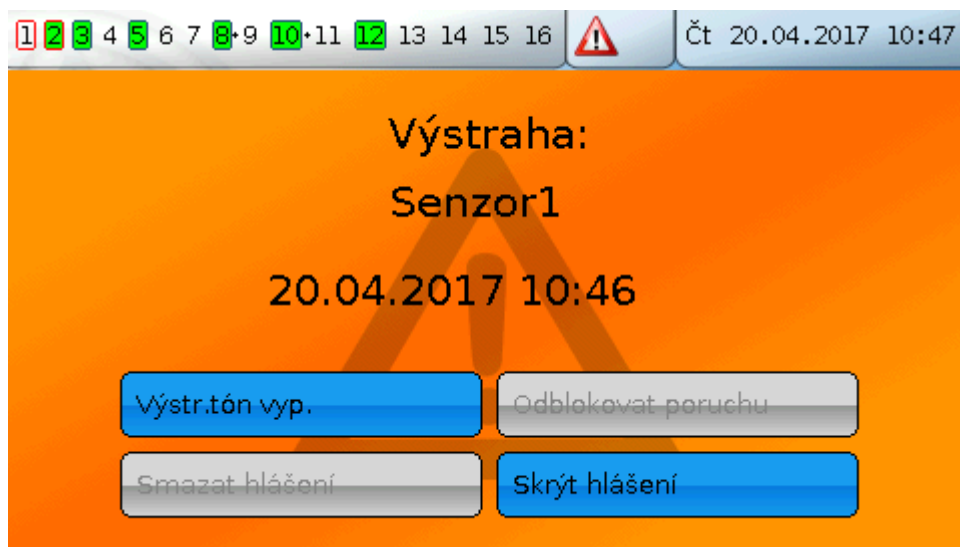 1 2 3 4 5 6 7 8+9 10+11 12 13 14 15 16 Čt 20.04.2017 10:47
Výstraha:
Senzor1
20.04.2017 10:46
Výstr.tón vyp. Odblokovat poruchu
Smazat hlášení Skrýt hlášení